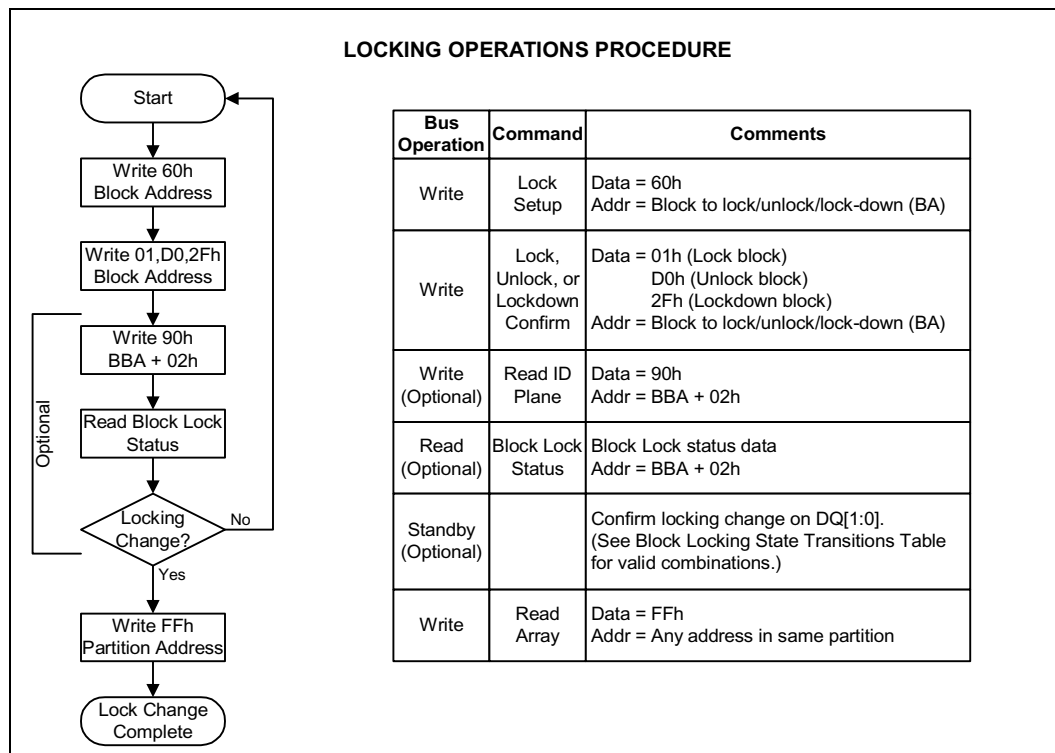 LOCKING OPERATIONS PROCEDURE
Start
Write 60h
Block Address
Write 01,D0,2Fh
Block Address
Write 90h
BBA + 02h
Optional
Read Block Lock
Status
Locking
Change?
No
Yes
Write FFh
Partition Address
Lock Change
Complete
Bus
Operation
Command
Comments
Write
Lock
Setup
Data = 60h
Addr = Block to lock/unlock/lock-down (BA)
Write
Lock,
Unlock, or
Lockdown
Confirm
Data = 01h (Lock block)
D0h (Unlock block)
2Fh (Lockdown block)
Addr = Block to lock/unlock/lock-down (BA)
Write
(Optional)
Read ID
Plane
Data = 90h
Addr = BBA + 02h
Read
(Optional)
Block Lock
Status
Block Lock status data
Addr = BBA + 02h
Standby
(Optional)
Confirm locking change on DQ[1:0].
(See Block Locking State Transitions Table
for valid combinations.)
Write
Read
Array
Data = FFh
Addr = Any address in same partition